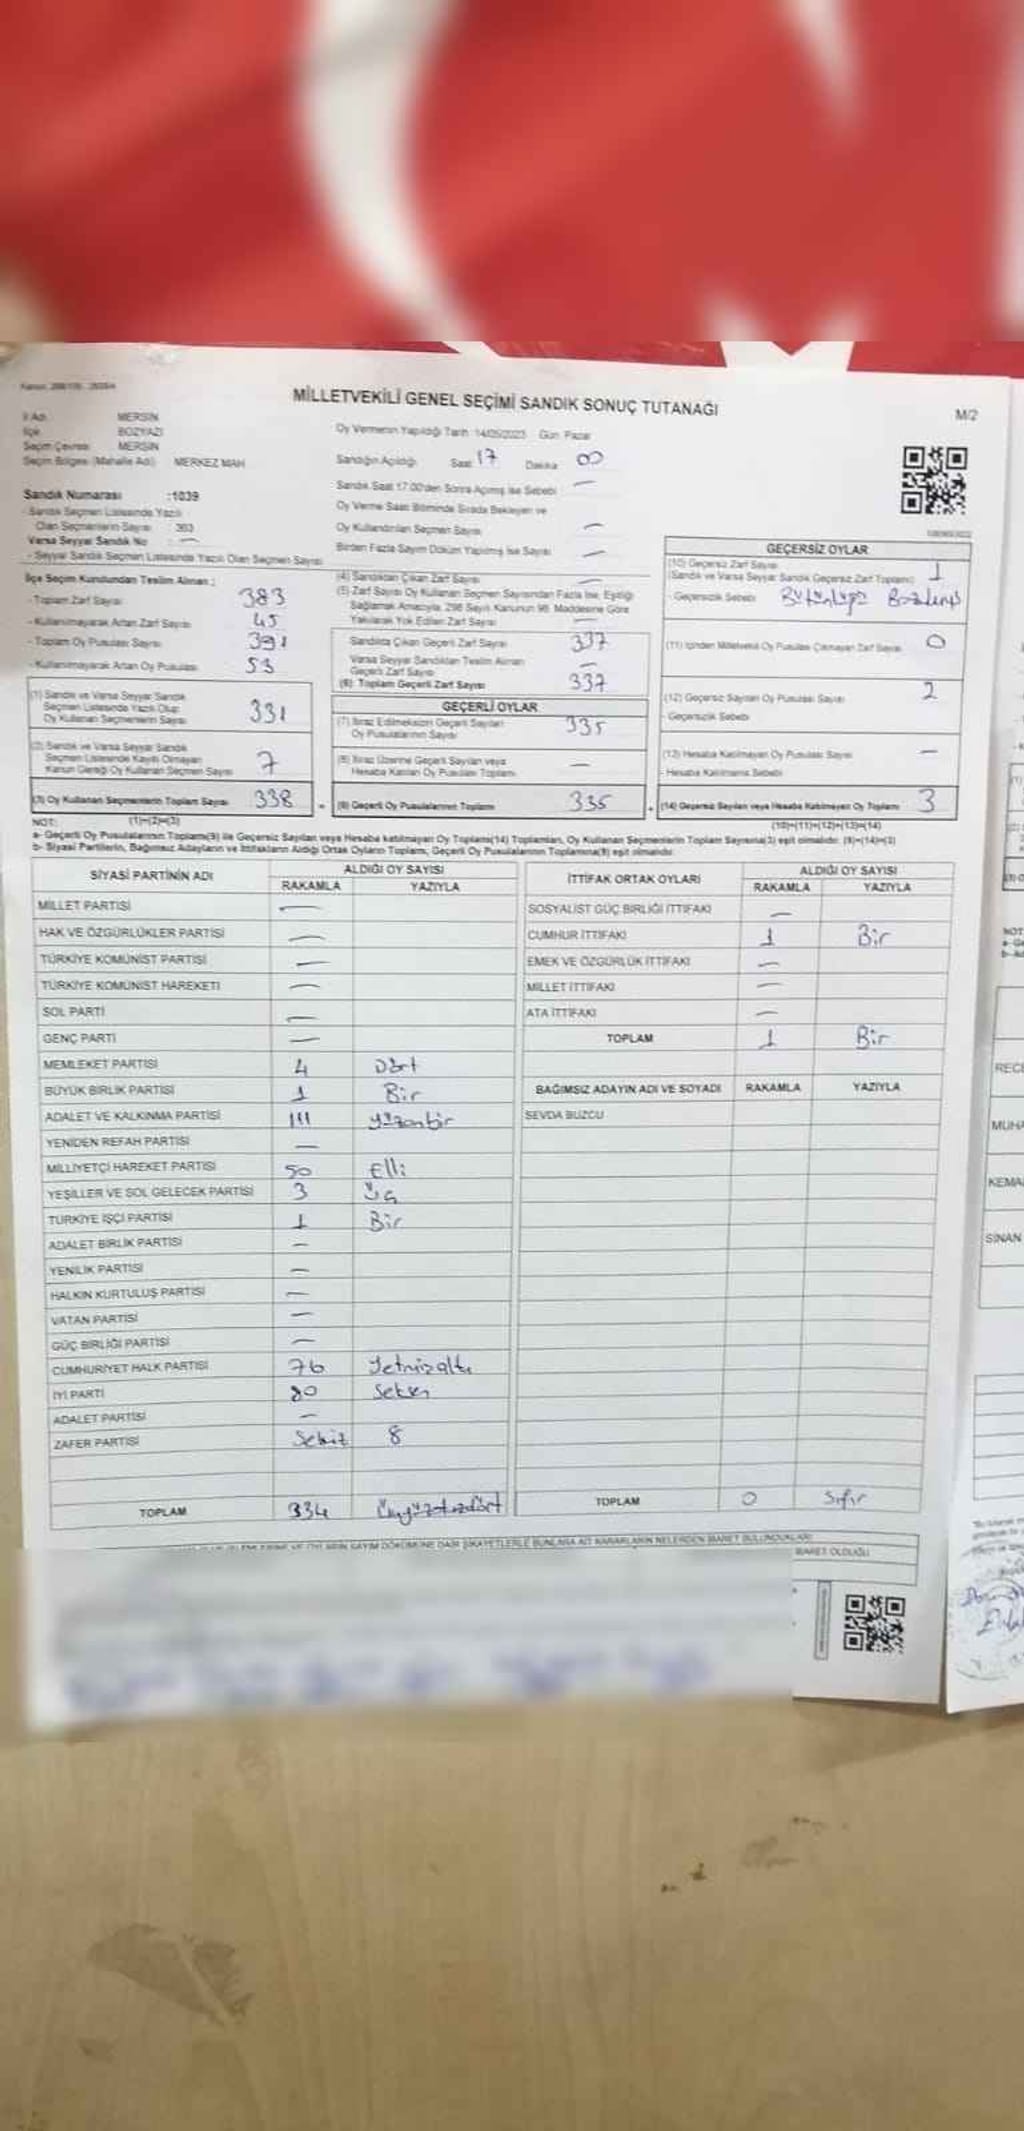 MİLLETVEKİLİ GENEL SEÇİMİ SANDIK SONUÇ TUTANAĞI
M/2
İl Adı : MERSİN
İlçe BOZYAZI
Seçim Çevresi MERSİN
Seçim Bölgesi (Mahalle Adı) MERKEZ MAH
Sandık Numarası :1039
- Sandık Seçmen Listesinde Yazılı
Olan Seçmenlerin Sayısı : 363
Varsa Seyyar Sandık No : —
- Seyyar Sandık Seçmen Listesinde Yazılı Olan Seçmen Sayısı
Oy Vermenin Yapıldığı Tarih :14/05/2023 Gün: Pazar
Sandığın Açıldığı Saat 17 Dakika 00
Sandık Saat 17.00'den Sonra Açılmış İse Sebebi : —
Oy Verme Saati Bitiminde Sırada Bekleyen ve
Oy Kullandırılan Seçmen Sayısı —
Birden Fazla Sayım Döküm Yapılmış İse Sayısı —
İlçe Seçim Kurulundan Teslim Alınan ;
- Toplam Zarf Sayısı 383
- Kullanılmayarak Artan Zarf Sayısı 45
- Toplam Oy Pusulası Sayısı 391
- Kullanılmayarak Artan Oy Pusulası 53
(1) Sandık ve Varsa Seyyar Sandık
Seçmen Listesinde Yazılı Olup
Oy Kullanan Seçmenlerin Sayısı 331
(2) Sandık ve Varsa Seyyar Sandık
Seçmen Listesinde Kayıtlı Olmayan
Kanun Gereği Oy Kullanan Seçmen Sayısı 7
(3) Oy Kullanan Seçmenlerin Toplam Sayısı 338
(1)+(2)=(3)
(4) Sandıktan Çıkan Zarf Sayısı —
(5) Zarf Sayısı Oy Kullanan Seçmen Sayısından Fazla İse, Eşitliği
Sağlamak Amacıyla, 298 Sayılı Kanunun 98. Maddesine Göre
Yakılarak Yok Edilen Zarf Sayısı —
Sandıkta Çıkan Geçerli Zarf Sayısı 337
Varsa Seyyar Sandıktan Teslim Alınan
Geçerli Zarf Sayısı —
(6) Toplam Geçerli Zarf Sayısı 337
GEÇERLİ OYLAR
(7) İtiraz Edilmeksizin Geçerli Sayılan
Oy Pusulalarının Sayısı 335
(8) İtiraz Üzerine Geçerli Sayılan veya
Hesaba Katılan Oy Pusulası Toplamı —
(9) Geçerli Oy Pusulalarının Toplamı 335
GEÇERSİZ OYLAR
(10) Geçersiz Zarf Sayısı
(Sandık ve Varsa Seyyar Sandık Geçersiz Zarf Toplamı) 1
- Geçersizlik Sebebi : Bütünlüğü
(11) İçinden Milletvekili Oy Pusulası Çıkmayan Zarf Sayısı 0
(12) Geçersiz Sayılan Oy Pusulası Sayısı 2
- Geçersizlik Sebebi
(13) Hesaba Katılmayan Oy Pusulası Sayısı —
- Hesaba Katılmama Sebebi
(14) Geçersiz Sayılan veya Hesaba Katılmayan Oy Toplamı 3
(10)+(11)+(12)+(13)=(14)
NOT:
a- Geçerli Oy Pusulalarının Toplamı(9) ile Geçersiz Sayılan veya Hesaba katılmayan Oy Toplamı(14) Toplamları, Oy Kullanan Seçmenlerin Toplam Sayısına(3) eşit olmalıdır. (9)+(14)=(3)
b- Siyasi Partilerin, Bağımsız Adayların ve İttifakların Aldığı Ortak Oyların Toplamı, Geçerli Oy Pusulalarının Toplamına(9) eşit olmalıdır.
SİYASİ PARTİNİN ADI ALDIĞI OY SAYISI
RAKAMLA YAZIYLA
MİLLET PARTİSİ —
HAK VE ÖZGÜRLÜKLER PARTİSİ —
TÜRKİYE KOMÜNİST PARTİSİ —
TÜRKİYE KOMÜNİST HAREKETİ —
SOL PARTİ —
GENÇ PARTİ —
MEMLEKET PARTİSİ 4 Dört
BÜYÜK BİRLİK PARTİSİ 1 Bir
ADALET VE KALKINMA PARTİSİ 111 yüzonbir
YENİDEN REFAH PARTİSİ —
MİLLİYETÇİ HAREKET PARTİSİ 50 Elli
YEŞİLLER VE SOL GELECEK PARTİSİ 3 Üç
TÜRKİYE İŞÇİ PARTİSİ 1 Bir
ADALET BİRLİK PARTİSİ —
YENİLİK PARTİSİ —
HALKIN KURTULUŞ PARTİSİ —
VATAN PARTİSİ —
GÜÇ BİRLİĞİ PARTİSİ —
CUMHURİYET HALK PARTİSİ 76 Yetmişaltı
İYİ PARTİ 80 Seksen
ADALET PARTİSİ —
ZAFER PARTİSİ Sekiz 8
TOPLAM 334 Üçyüzotuzdört
İTTİFAK ORTAK OYLARI ALDIĞI OY SAYISI
RAKAMLA YAZIYLA
SOSYALİST GÜÇ BİRLİĞİ İTTİFAKI —
CUMHUR İTTİFAKI 1 Bir
EMEK VE ÖZGÜRLÜK İTTİFAKI —
MİLLET İTTİFAKI —
ATA İTTİFAKI —
TOPLAM 1 Bir
BAĞIMSIZ ADAYIN ADI VE SOYADI RAKAMLA YAZIYLA
SEVDA BUZCU
TOPLAM 0 Sıfır
NOT
RECE
MUHA
KEMA
SİNAN